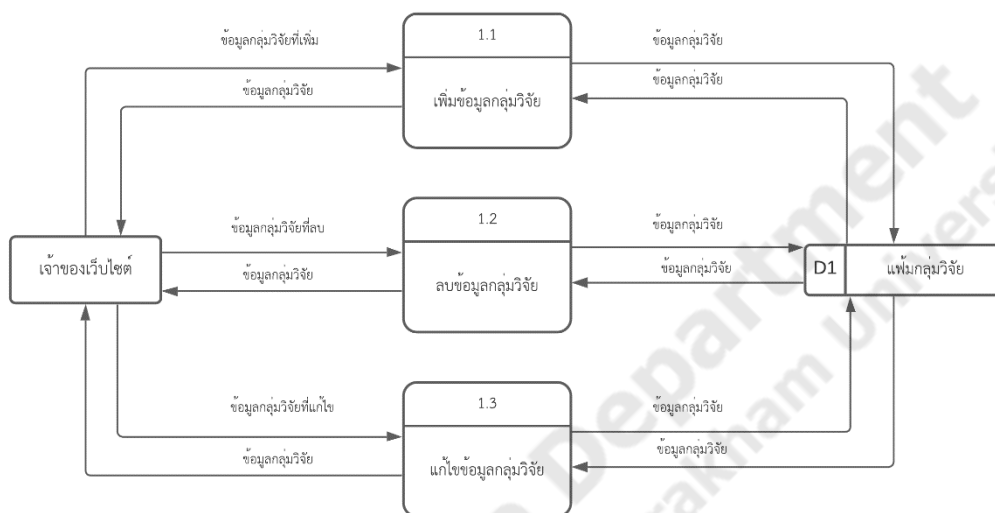 ข้อมูลกลุ่มวิจัยที่เพิ่ม
1.1
ข้อมูลกลุ่มวิจัย
ข้อมูลกลุ่มวิจัย
ข้อมูลกลุ่มวิจัย
เพิ่มข้อมูลกลุ่มวิจัย
ข้อมูลกลุ่มวิจัยที่ลบ
1.2
ข้อมูลกลุ่มวิจัย
เจ้าของเว็บไซต์
ข้อมูลกลุ่มวิจัย
ลบข้อมูลกลุ่มวิจัย
ข้อมูลกลุ่มวิจัย
D1
แฟ้มกลุ่มวิจัย
ข้อมูลกลุ่มวิจัยที่แก้ไข
1.3
ข้อมูลกลุ่มวิจัย
ข้อมูลกลุ่มวิจัย
แก้ไขข้อมูลกลุ่มวิจัย
ข้อมูลกลุ่มวิจัย
Department